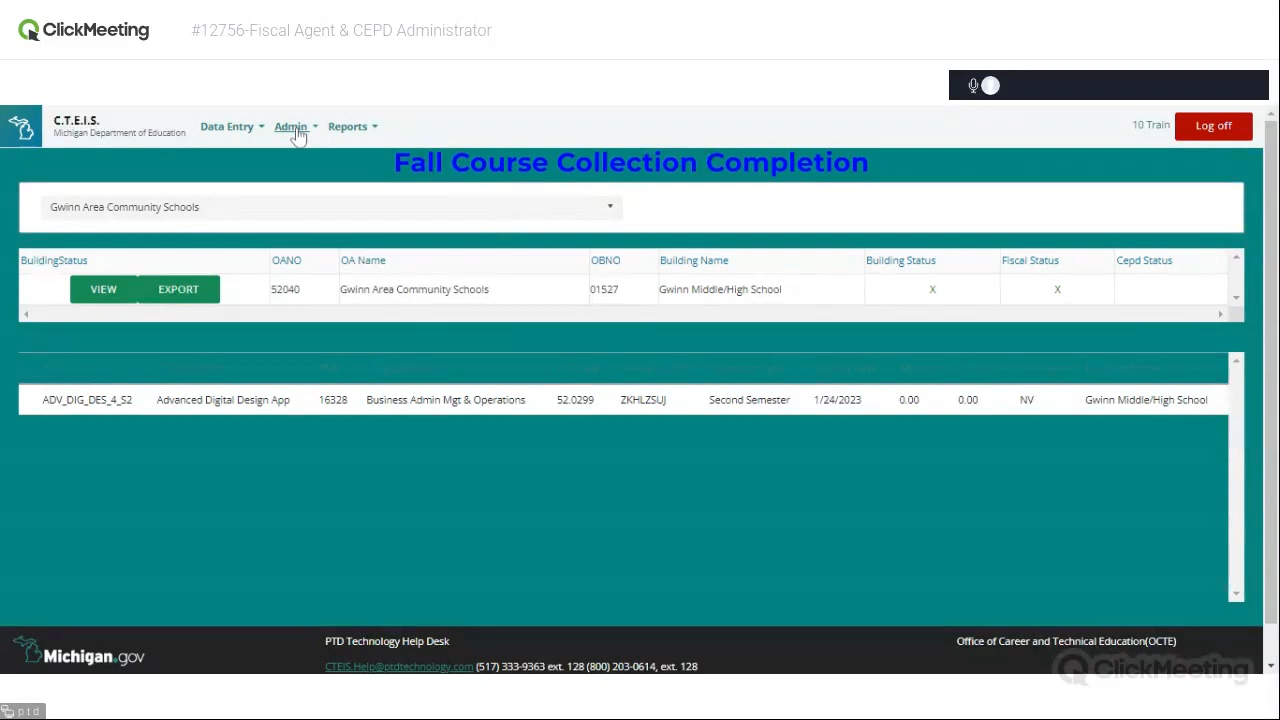 ClickMeeting #12756-Fiscal Agent & CEPD Administrator
C.T.E.I.S.
Michigan Department of Education
Data Entry Admin Reports 10 Train Log off
Fall Course Collection Completion
Gwinn Area Community Schools
BuildingStatus OANO OA Name OBNO Building Name Building Status Fiscal Status Cepd Status
VIEW EXPORT 52040 Gwinn Area Community Schools 01527 Gwinn Middle/High School X X
ADV_DIG_DES_4_S2 Advanced Digital Design App 16328 Business Admin Mgt & Operations 52.0299 ZKHLZSUJ Second Semester 1/24/2023 0.00 0.00 NV Gwinn Middle/High School
PTD Technology Help Desk Office of Career and Technical Education(OCTE)
Michigan.gov
CTEIS.Help@ptdtechnology.com (517) 333-9363 ext. 128 (800) 203-0614, ext. 128
ClickMeeting
ptd